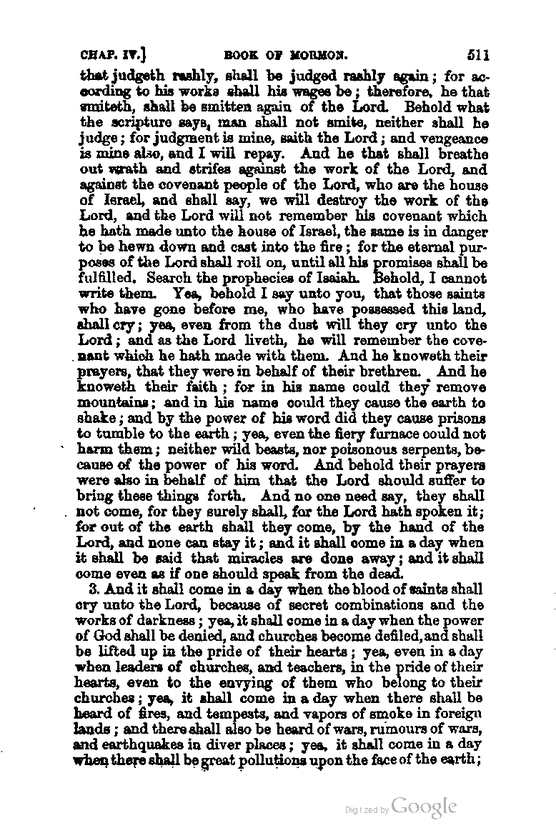 CHAP. IV.] BOOK OF MORMON. 511
that judgeth rashly, shall be judged rashly again; for ac-
cording to his works shall his wages be; therefore, he that
smiteth, shall be smitten again of the Lord. Behold what
the scripture says, man shall not smite, neither shall he
judge; for judgment is mine, saith the Lord; and vengeance
is mine also, and I will repay. And he that shall breathe
out wrath and strifes against the work of the Lord, and
against the covenant people of the Lord, who are the house
of Israel, and shall say, we will destroy the work of the
Lord, and the Lord will not remember his covenant which
he hath made unto the house of Israel, the same is in danger
to be hewn down and cast into the fire; for the eternal pur-
poses of the Lord shall roll on, until all his promises shall be
fulfilled. Search the prophecies of Isaiah. Behold, I cannot
write them. Yea, behold I say unto you, that those saints
who have gone before me, who have possessed this land,
shall cry; yea, even from the dust will they cry unto the
Lord; and as the Lord liveth, he will remember the cove-
nant which he hath made with them. And he knoweth their
prayers, that they were in behalf of their brethren. And he
knoweth their faith; for in his name could they remove
mountains; and in his name could they cause the earth to
shake; and by the power of his word did they cause prisons
to tumble to the earth; yea, even the fiery furnace could not
harm them; neither wild beasts, nor poisonous serpents, be-
cause of the power of his word. And behold their prayers
were also in behalf of him that the Lord should suffer to
bring these things forth. And no one need say, they shall
not come, for they surely shall, for the Lord hath spoken it;
for out of the earth shall they come, by the hand of the
Lord, and none can stay it; and it shall come in a day when
it shall be said that miracles are done away; and it shall
come even as if one should speak from the dead.
3. And it shall come in a day when the blood of saints shall
cry unto the Lord, because of secret combinations and the
works of darkness; yea, it shall come in a day when the power
of God shall be denied, and churches become defiled, and shall
be lifted up in the pride of their hearts; yea, even in a day
when leaders of churches, and teachers, in the pride of their
hearts, even to the envying of them who belong to their
churches; yea, it shall come in a day when there shall be
heard of fires, and tempests, and vapors of smoke in foreign
lands; and there shall also be heard of wars, rumours of wars,
and earthquakes in diver places; yea, it shall come in a day
when there shall be great pollutions upon the face of the earth;
Digitized by Google